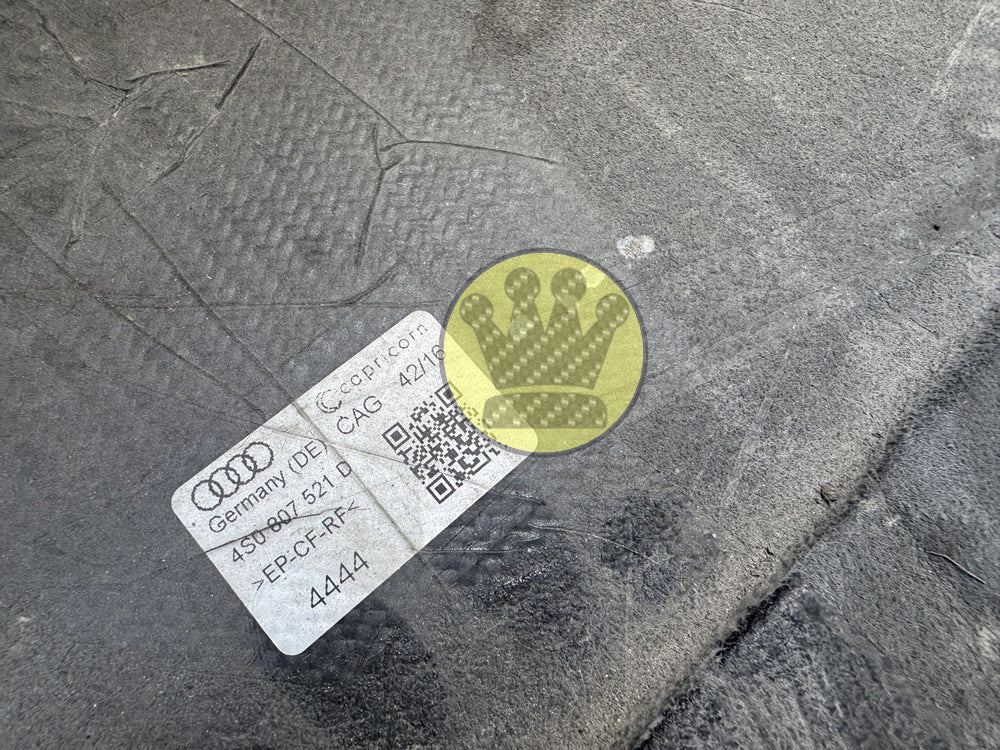 capricorn
CAG 42/16
Germany (DE)
4S0 807 521 D
>EP-CF-RF<
4444